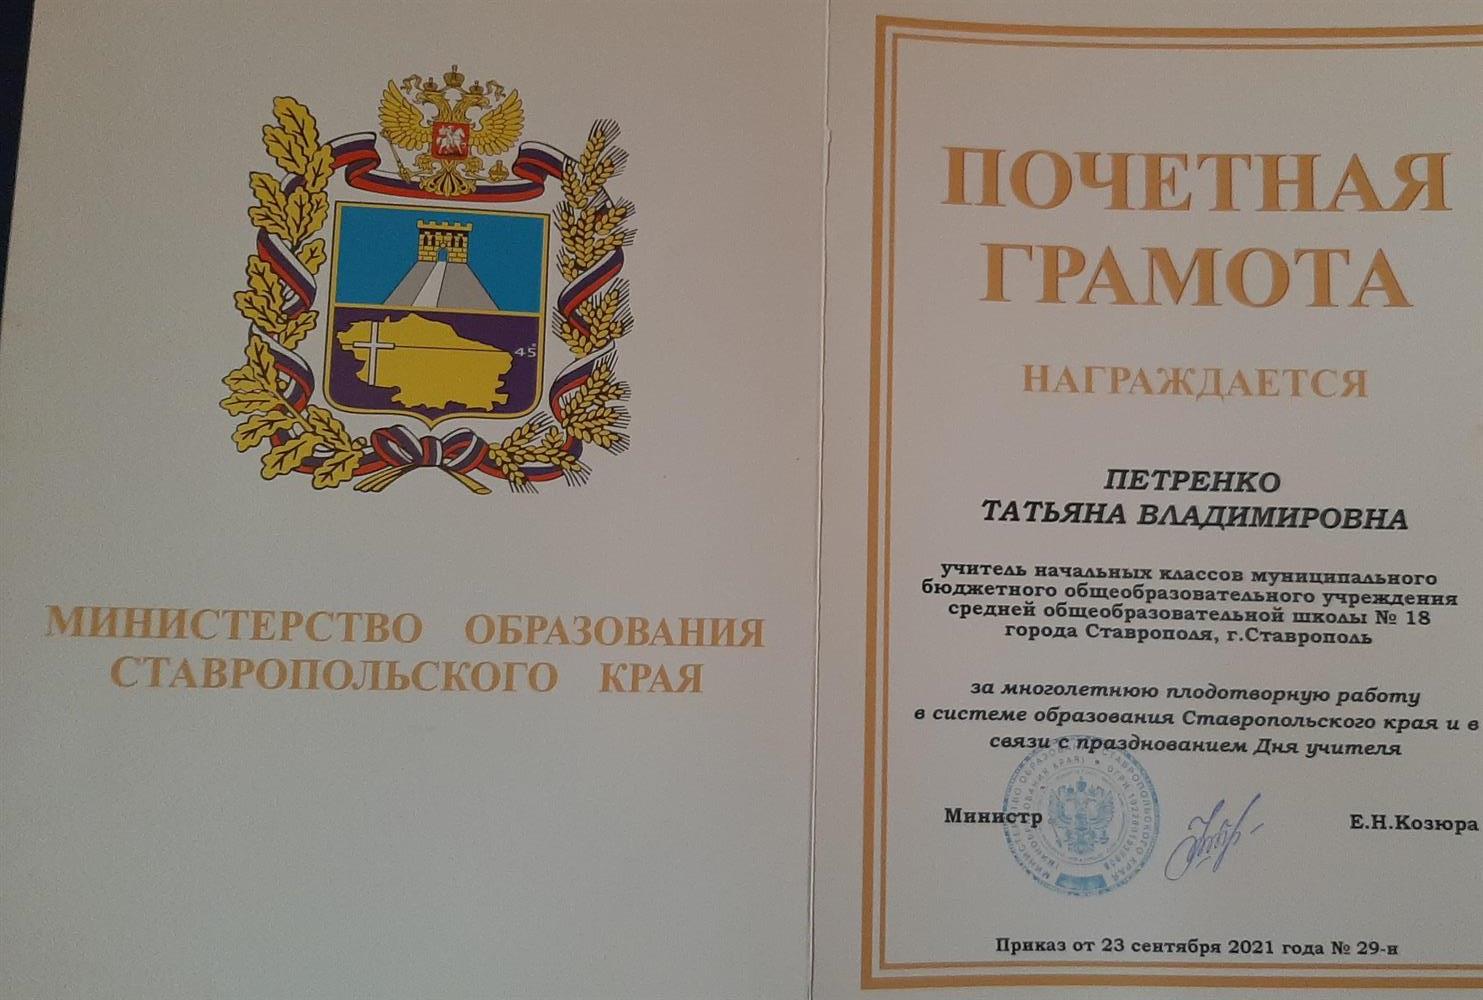 45°
МИНИСТЕРСТВО ОБРАЗОВАНИЯ
СТАВРОПОЛЬСКОГО КРАЯ
ПОЧЕТНАЯ
ГРАМОТА
НАГРАЖДАЕТСЯ
ПЕТРЕНКО
ТАТЬЯНА ВЛАДИМИРОВНА
учитель начальных классов муниципального
бюджетного общеобразовательного учреждения
средней общеобразовательной школы № 18
города Ставрополя, г.Ставрополь
за многолетнюю плодотворную работу
в системе образования Ставропольского края и в
связи с празднованием Дня учителя
Министр
Е.Н.Козюра
Приказ от 23 сентября 2021 года № 29-н